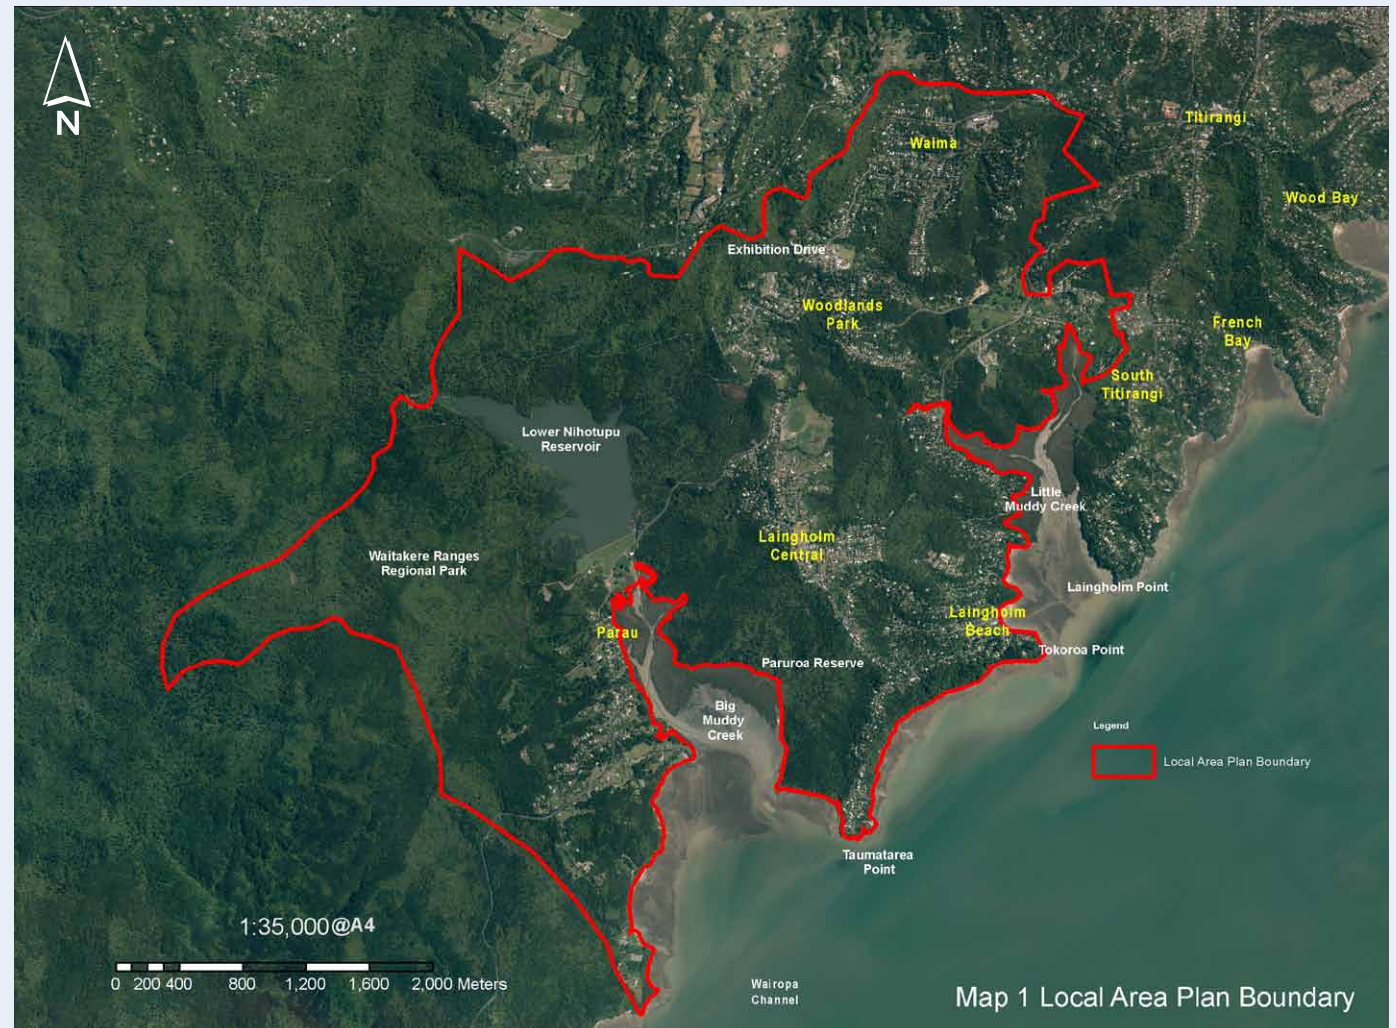 N
Titirangi
Waima
Wood Bay
Exhibition Drive
Woodlands
Park
French
Bay
South
Titirangi
Lower Nihotupu
Reservoir
Little
Muddy Creek
Laingholm
Central
Waitakere Ranges
Regional Park
Laingholm Point
Laingholm
Beach
Parau
Tokoroa Point
Paruroa Reserve
Big
Muddy
Creek
Legend
Local Area Plan Boundary
Taumatarea
Point
1:35,000@A4
0 200 400 800 1,200 1,600 2,000 Meters
Wairopa
Channel
Map 1 Local Area Plan Boundary